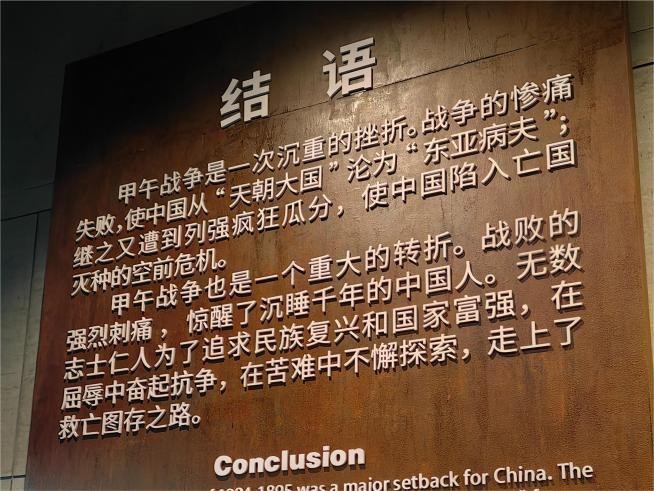 结 语
甲午战争是一次沉重的挫折。战争的惨痛
失败，使中国从“天朝大国”沦为“东亚病夫”；
继之又遭到列强疯狂瓜分，使中国陷入亡国
灭种的空前危机。
甲午战争也是一个重大的转折。战败的
强烈刺痛，惊醒了沉睡千年的中国人。无数
志士仁人为了追求民族复兴和国家富强，在
屈辱中奋起抗争，在苦难中不懈探索，走上了
救亡图存之路。
Conclusion
1894-1895 was a major setback for China. The